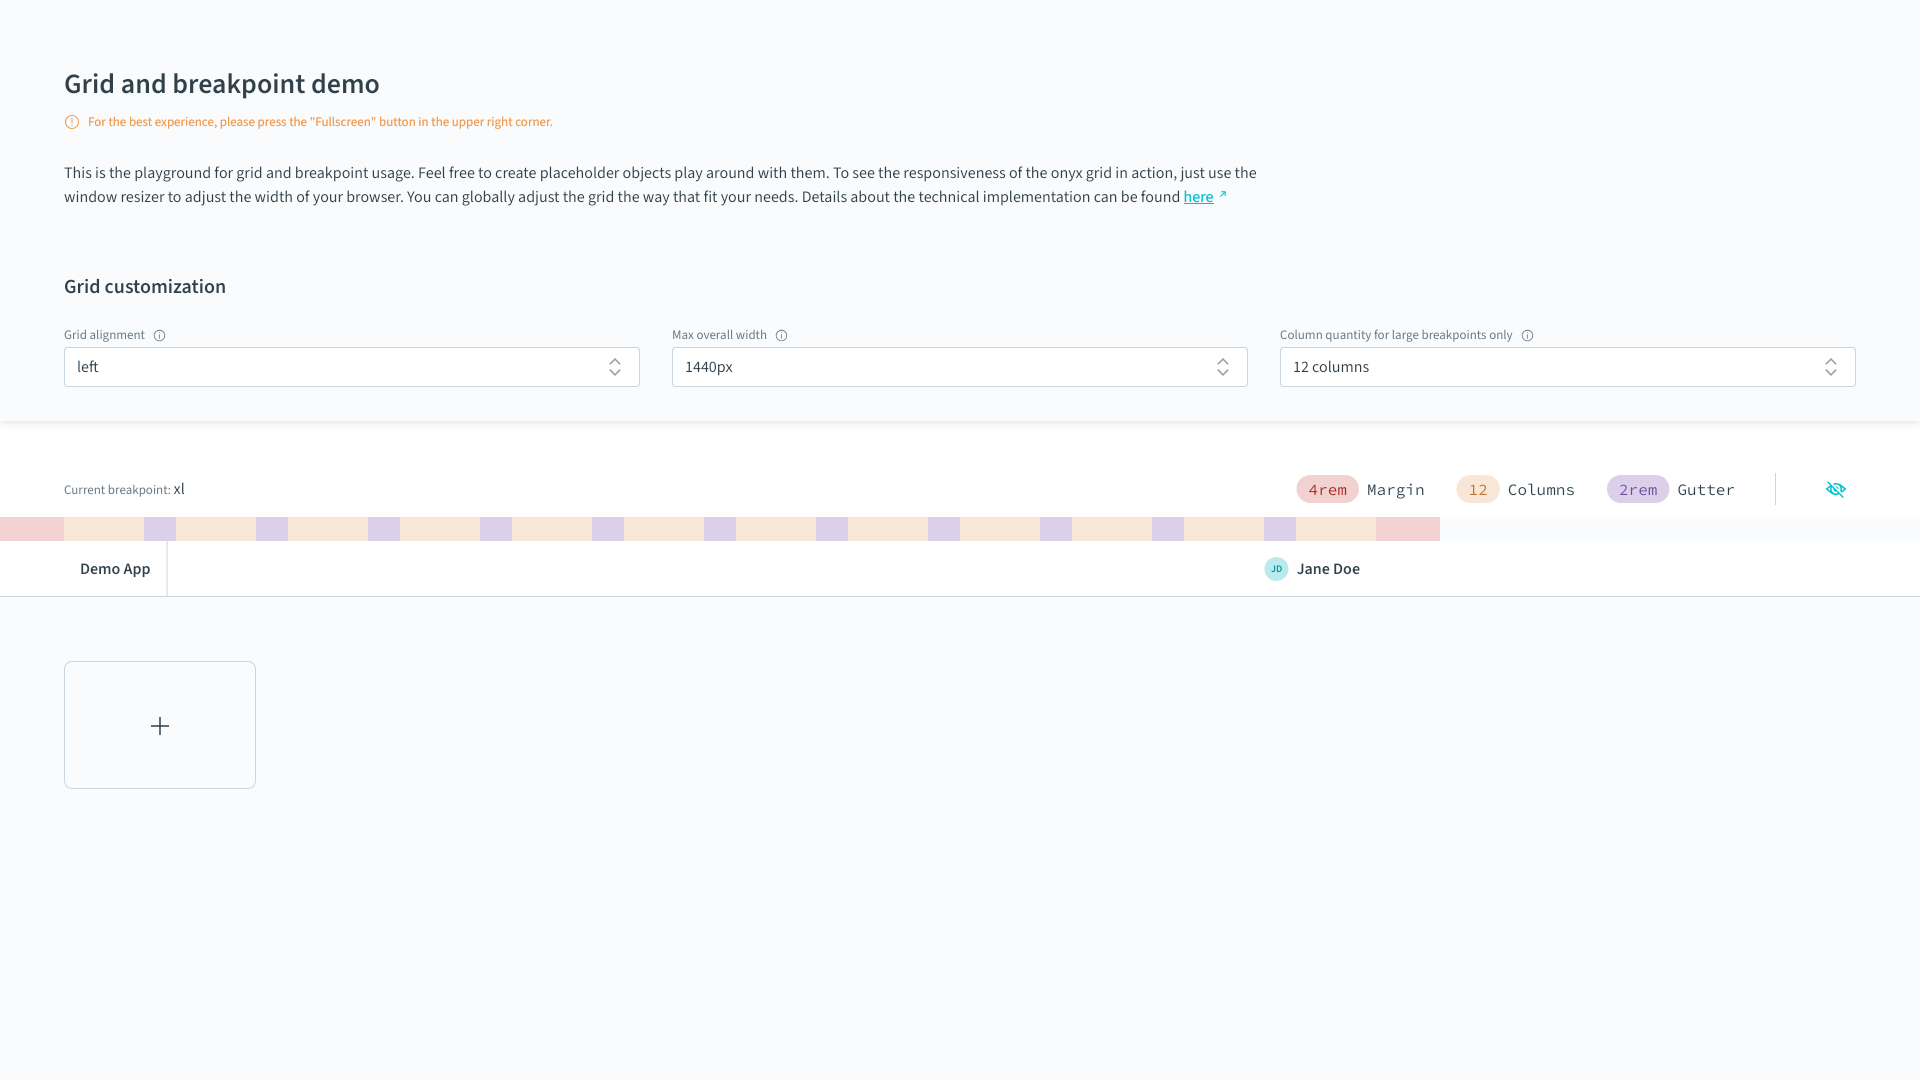 Grid and breakpoint demo
For the best experience, please press the "Fullscreen" button in the upper right corner.
This is the playground for grid and breakpoint usage. Feel free to create placeholder objects play around with them. To see the responsiveness of the onyx grid in action, just use the
window resizer to adjust the width of your browser. You can globally adjust the grid the way that fit your needs. Details about the technical implementation can be found here
Grid customization
Grid alignment
left
Max overall width
1440px
Column quantity for large breakpoints only
12 columns
Current breakpoint: xl
4rem Margin
12 Columns
2rem Gutter
Demo App
JD Jane Doe